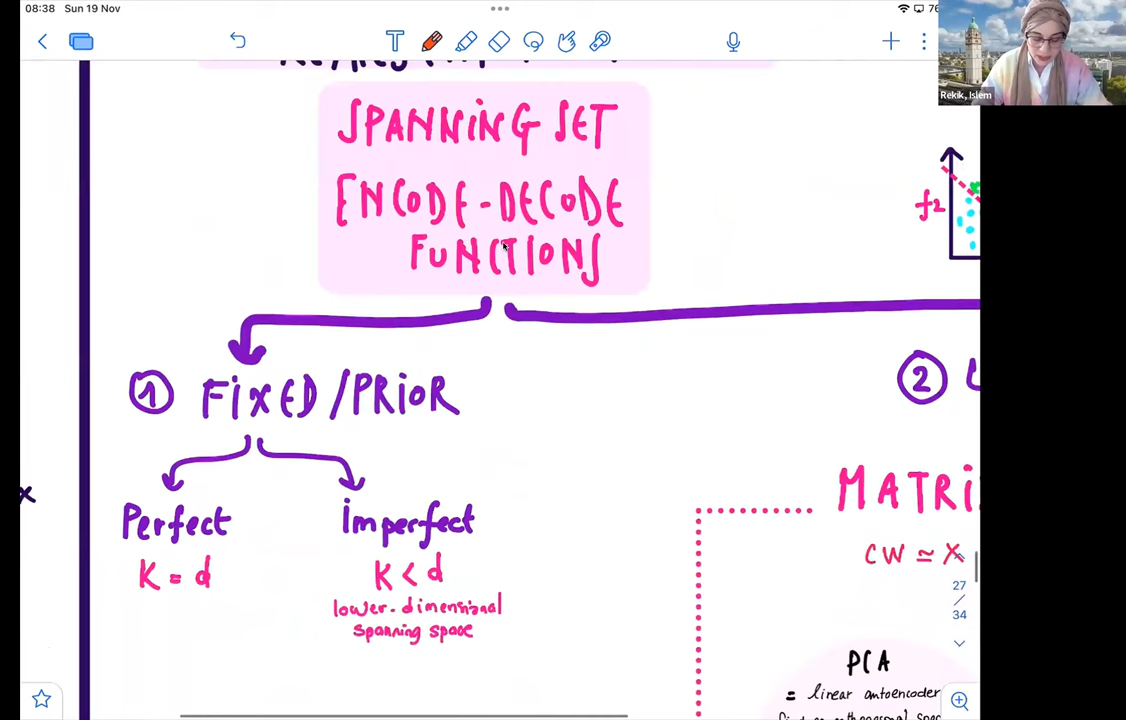 08:38 Sun 19 Nov
76
Rekik, Islem
SPANNING SET
ENCODE-DECODE
FUNCTIONS
f2
1 FIXED/PRIOR
2
Perfect
K = d
Imperfect
K < d
lower-dimensional
spanning space
MATRI
CW ≃ X
27
/
34
PCA
= linear autoencoder
x